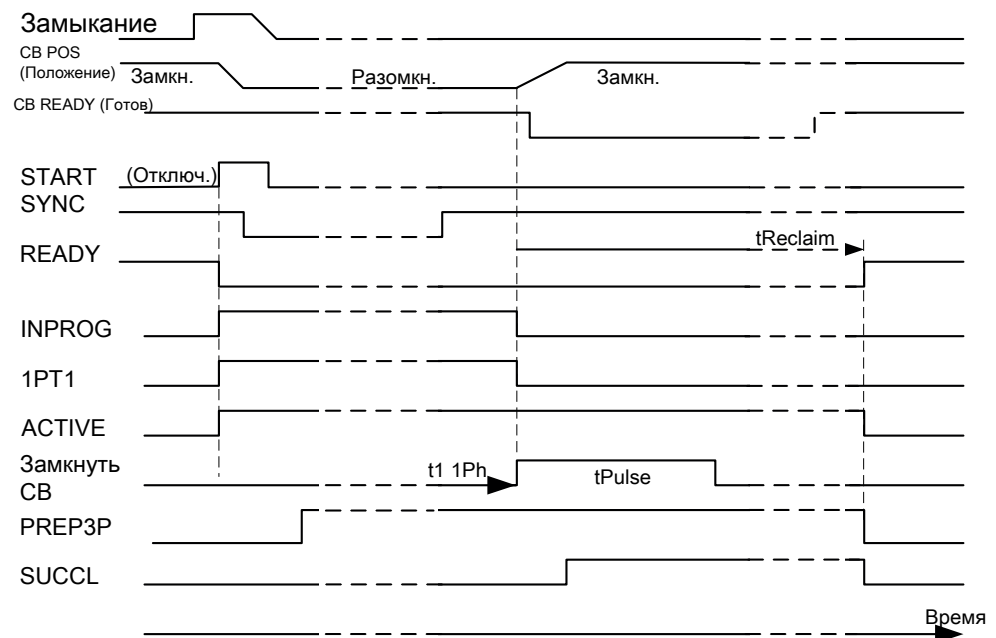 Замыкание
CB POS
(Положение)
Замкн.
Разомкн.
Замкн.
CB READY (Готов)
START
(Отключ.)
SYNC
READY
tReclaim
INPROG
1PT1
ACTIVE
Замкнуть
CB
t1 1Ph
tPulse
PREP3P
SUCCL
Время